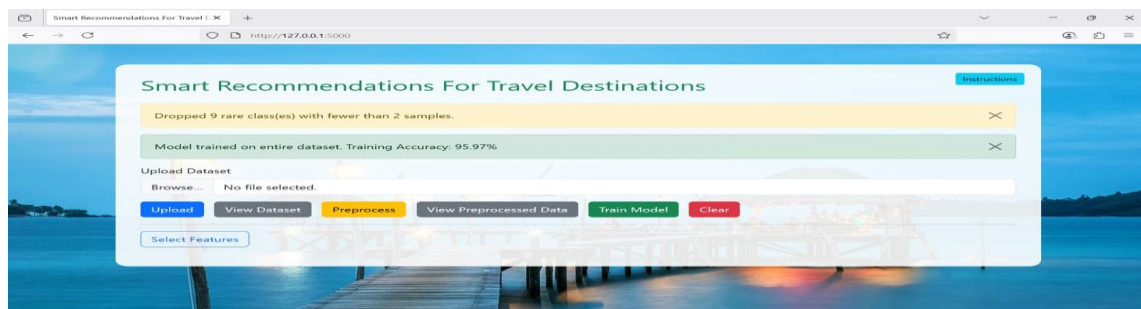 Smart Recommendations For Travel
http://127.0.0.1:5000
Smart Recommendations For Travel Destinations
Instructions
Dropped 9 rare class(es) with fewer than 2 samples.
Model trained on entire dataset. Training Accuracy: 95.97%
Upload Dataset
Browse... No file selected.
Upload View Dataset Preprocess View Preprocessed Data Train Model Clear
Select Features